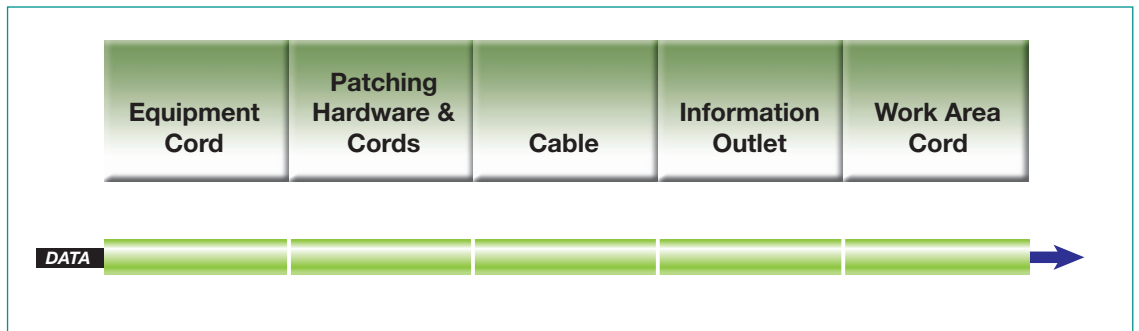 Equipment
Cord
Patching
Hardware &
Cords
Cable
Information
Outlet
Work Area
Cord
DATA